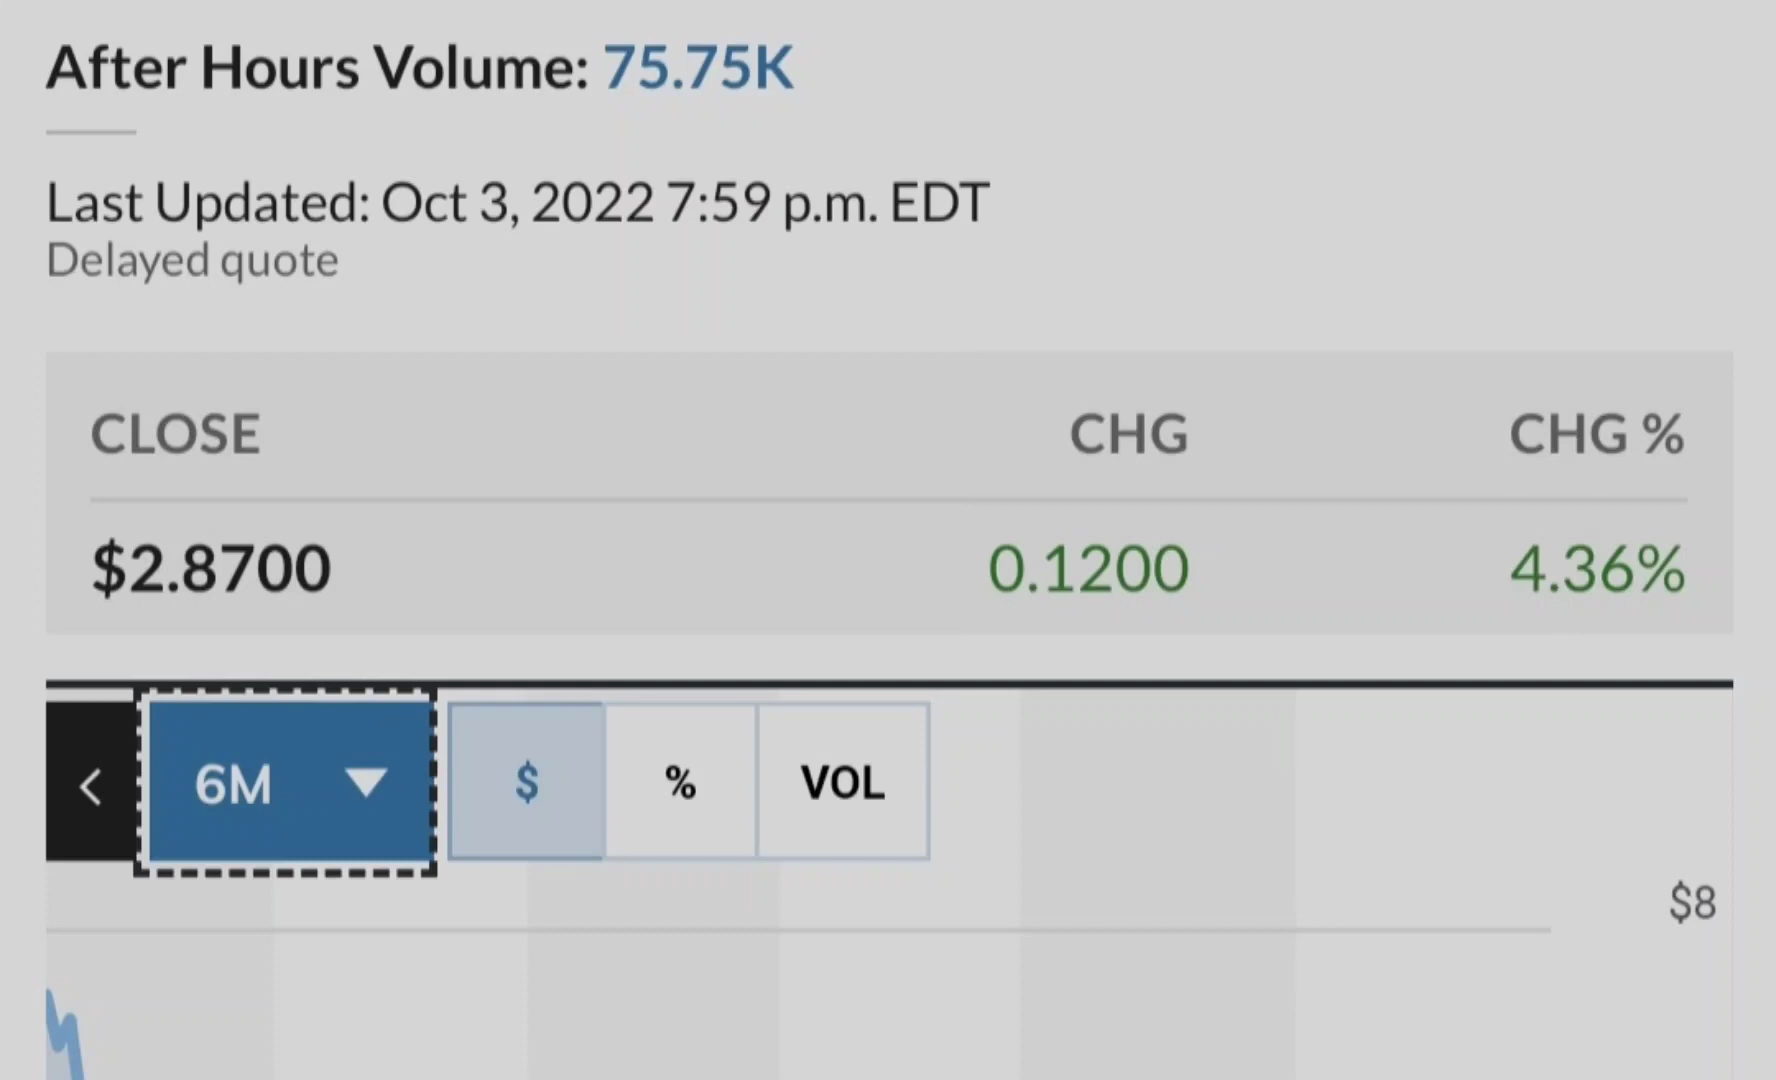 After Hours Volume: 75.75K
Last Updated: Oct 3, 2022 7:59 p.m. EDT
Delayed quote
CLOSE CHG CHG %
$2.8700 0.1200 4.36%
6M $ % VOL
$8